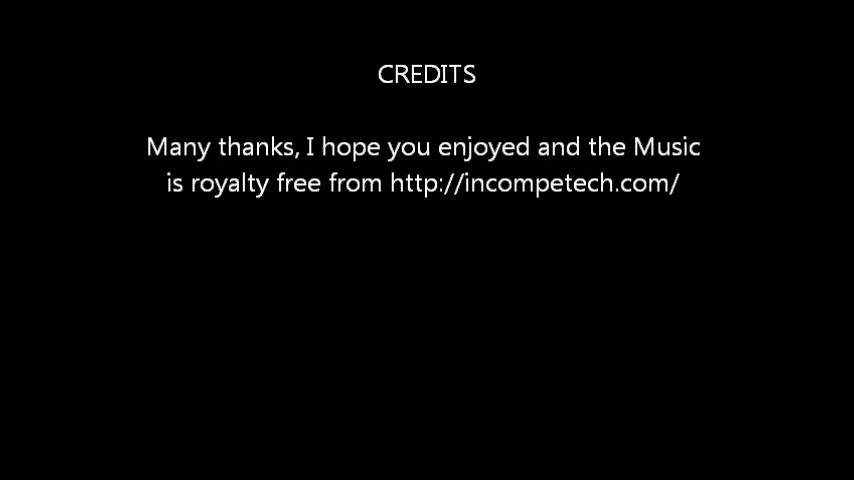 CREDITS
Many thanks, I hope you enjoyed and the Music
is royalty free from http://incompetech.com/